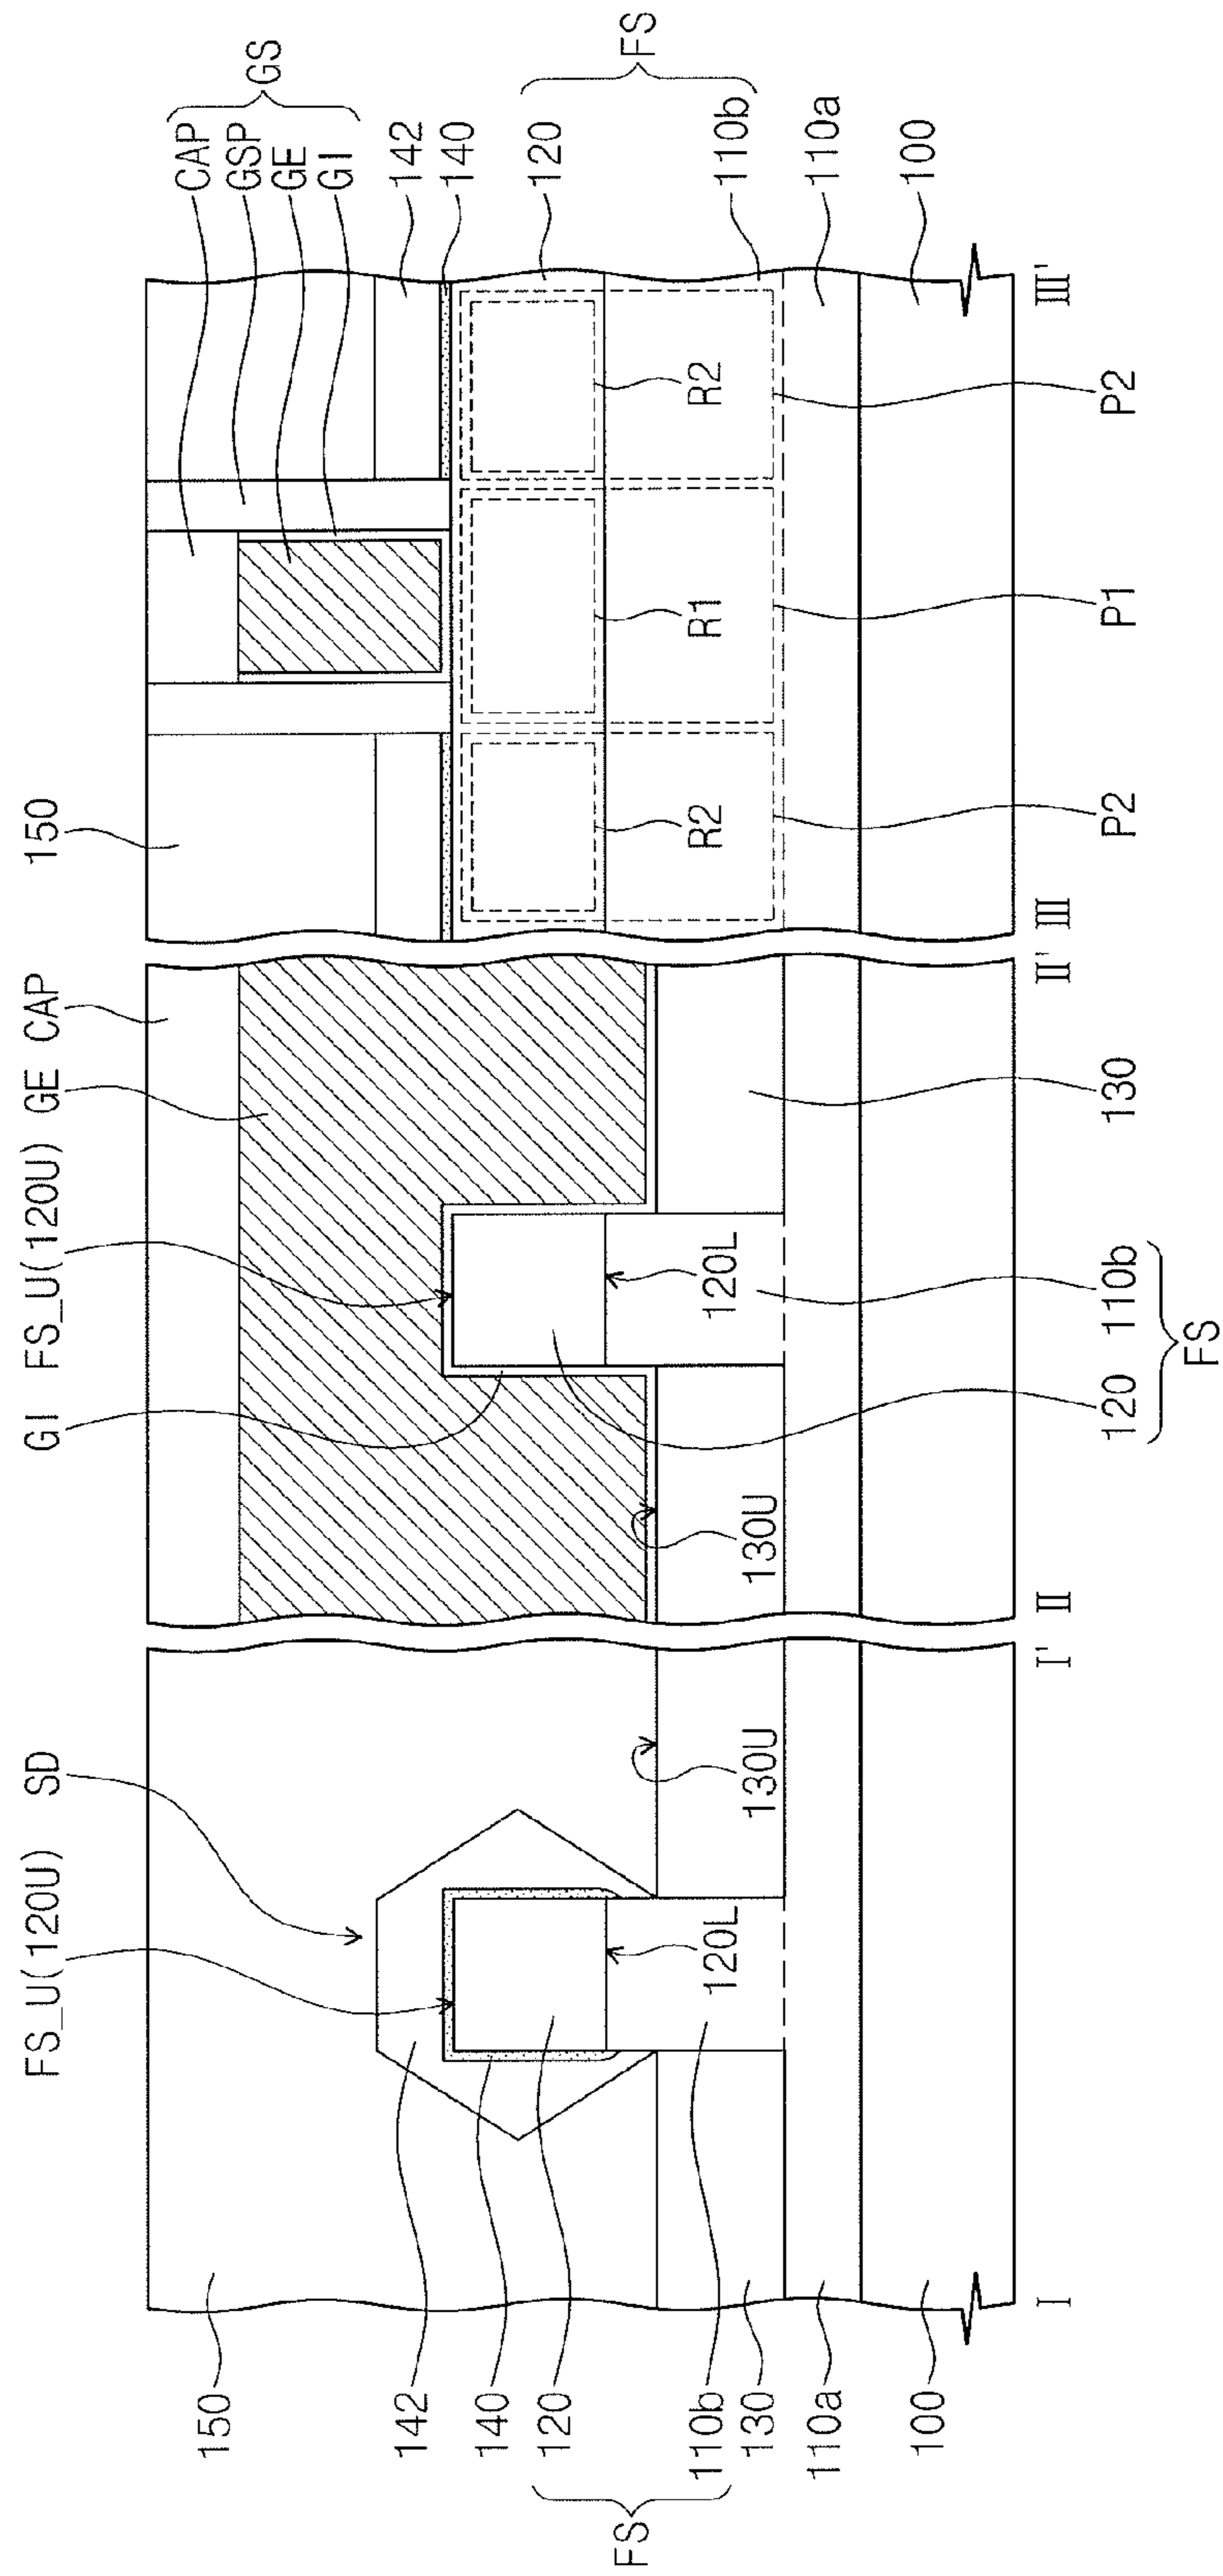 FS_U(120U) SD
GI FS_U(120U) GE CAP
150
150
142
140
120
110b
FS
130
110a
100
120L
130U
130U
120L
R2
R1
R2
CAP
GSP
GE
GI
GS
142
140
120
110b
FS
110a
100
I
I'
II
II'
III
III'
120
110b
130
P2
P1
P2
FS